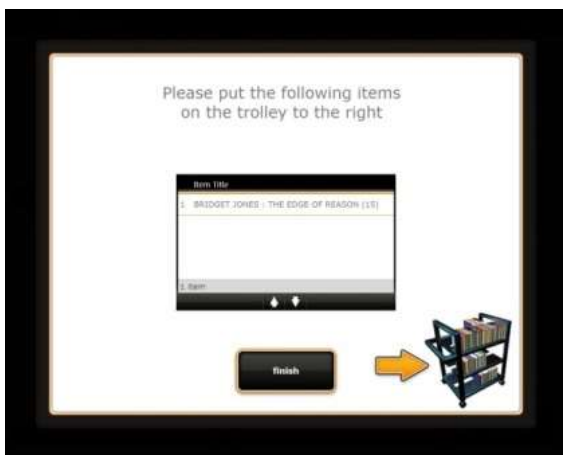 Please put the following items
on the trolley to the right
Item Title
1 BRIDGET JONES : THE EDGE OF REASON (15)
1 item
finish